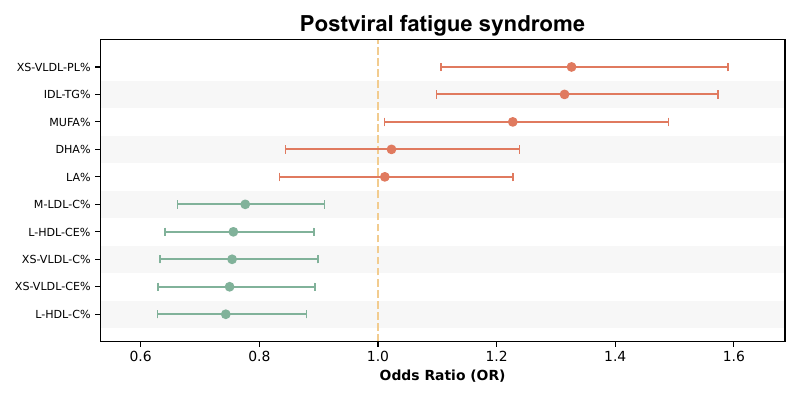 Postviral fatigue syndrome
XS-VLDL-PL%
IDL-TG%
MUFA%
DHA%
LA%
M-LDL-C%
L-HDL-CE%
XS-VLDL-C%
XS-VLDL-CE%
L-HDL-C%
0.6 0.8 1.0 1.2 1.4 1.6
Odds Ratio (OR)